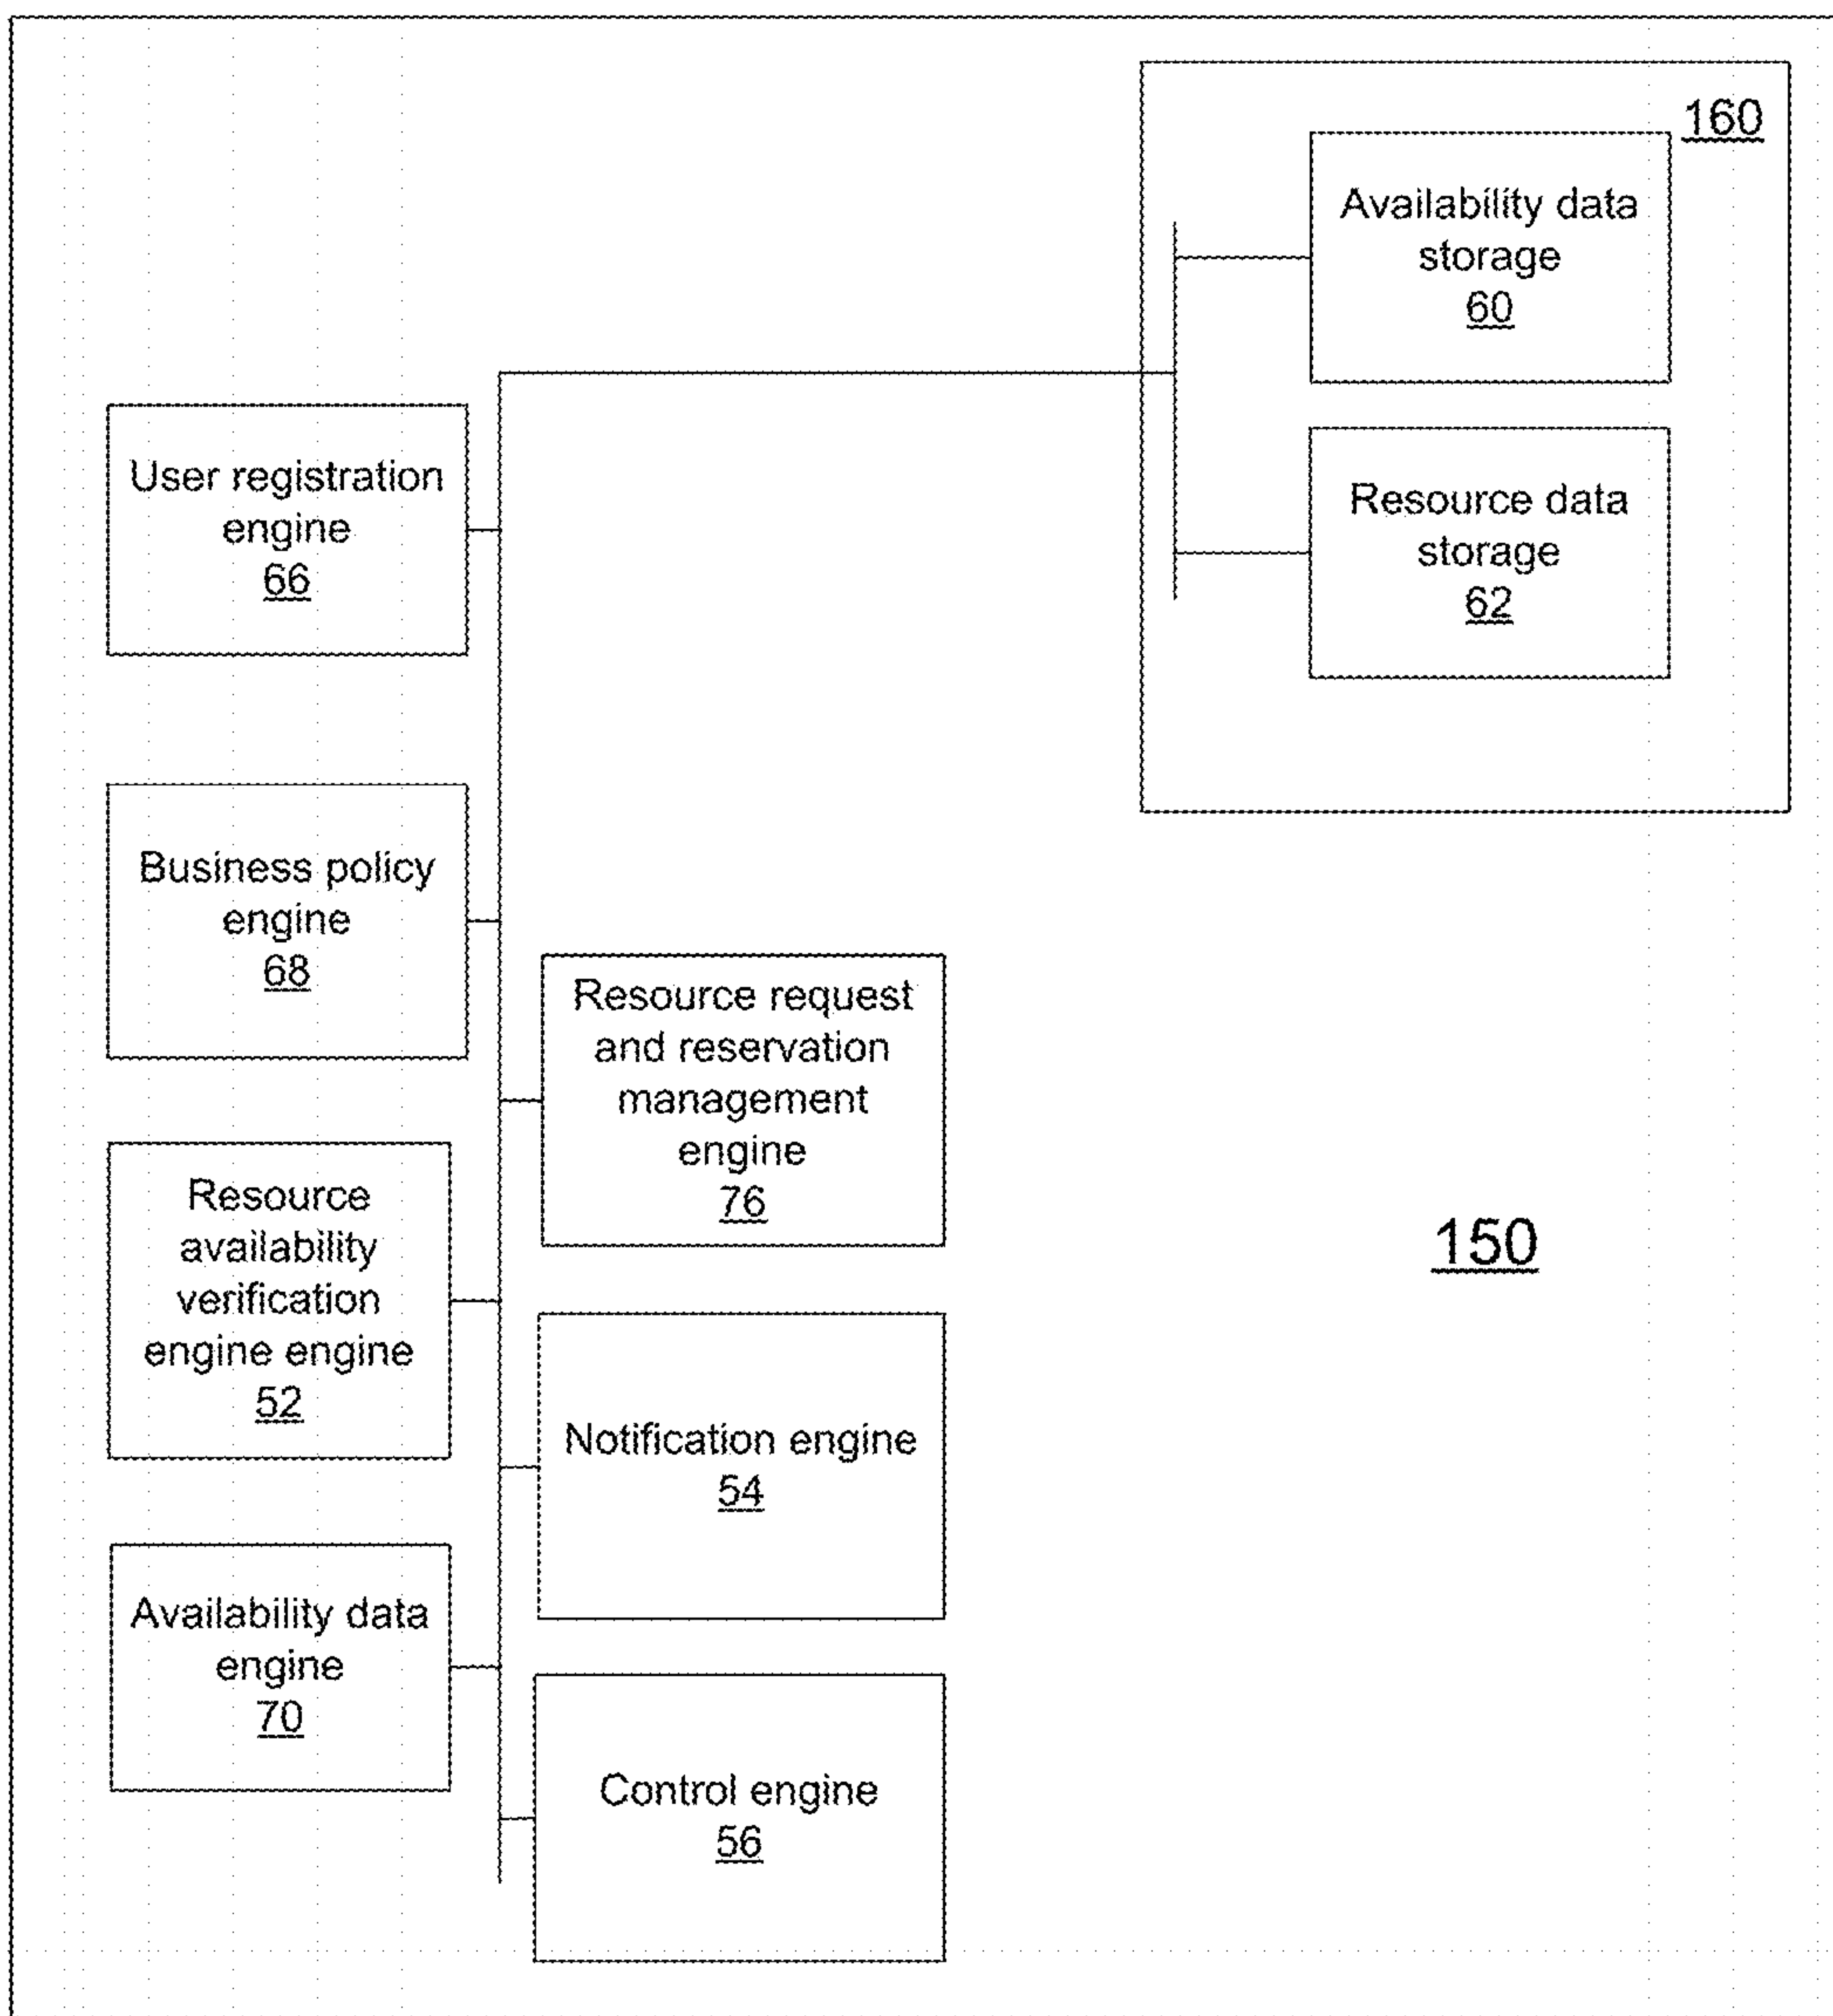 160
Availability data
storage
60
Resource data
storage
62
User registration
engine
66
Business policy
engine
68
Resource
availability
verification
engine engine
52
Availability data
engine
70
Resource request
and reservation
management
engine
76
Notification engine
54
Control engine
56
150